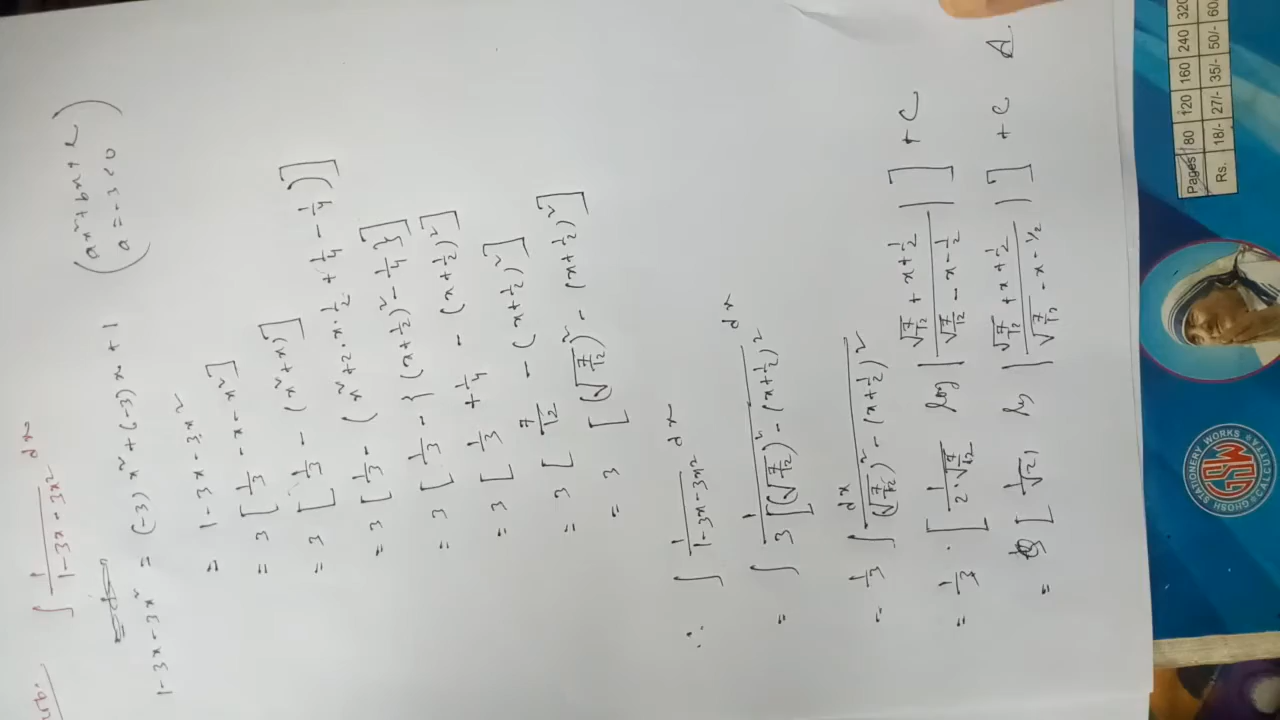 ∫ 1/(1-3x-3x²) dx
1-3x-3x² = (-3)x²+(-3)x+1 (ax²+bx+c
a=-3<0)
= 1-3x-3x²
= 3[1/3-x-x²]
= 3[1/3-(x²+x)]
= 3[1/3-(x²+2·x·1/2+1/4-1/4)]
= 3[1/3-{(x+1/2)²-1/4}]
= 3[1/3+1/4-(x+1/2)²]
= 3[7/12-(x+1/2)²]
= 3[(√7/12)²-(x+1/2)²]
∴ ∫ 1/(1-3x-3x²) dx
= ∫ 1/(3[(√7/12)²-(x+1/2)²]) dx
= 1/3 ∫ dx/((√7/12)²-(x+1/2)²)
= 1/3·[1/(2√7/12) log|(√7/12+x+1/2)/(√7/12-x-1/2)|]+C
= [1/√21 log|(√7/12+x+1/2)/(√7/12-x-1/2)|]+C
Pages 80 120 160 240 320
Rs. 18/- 27/- 35/- 50/- 60
STATIONERY WORKS
GSW
CALCUTTA